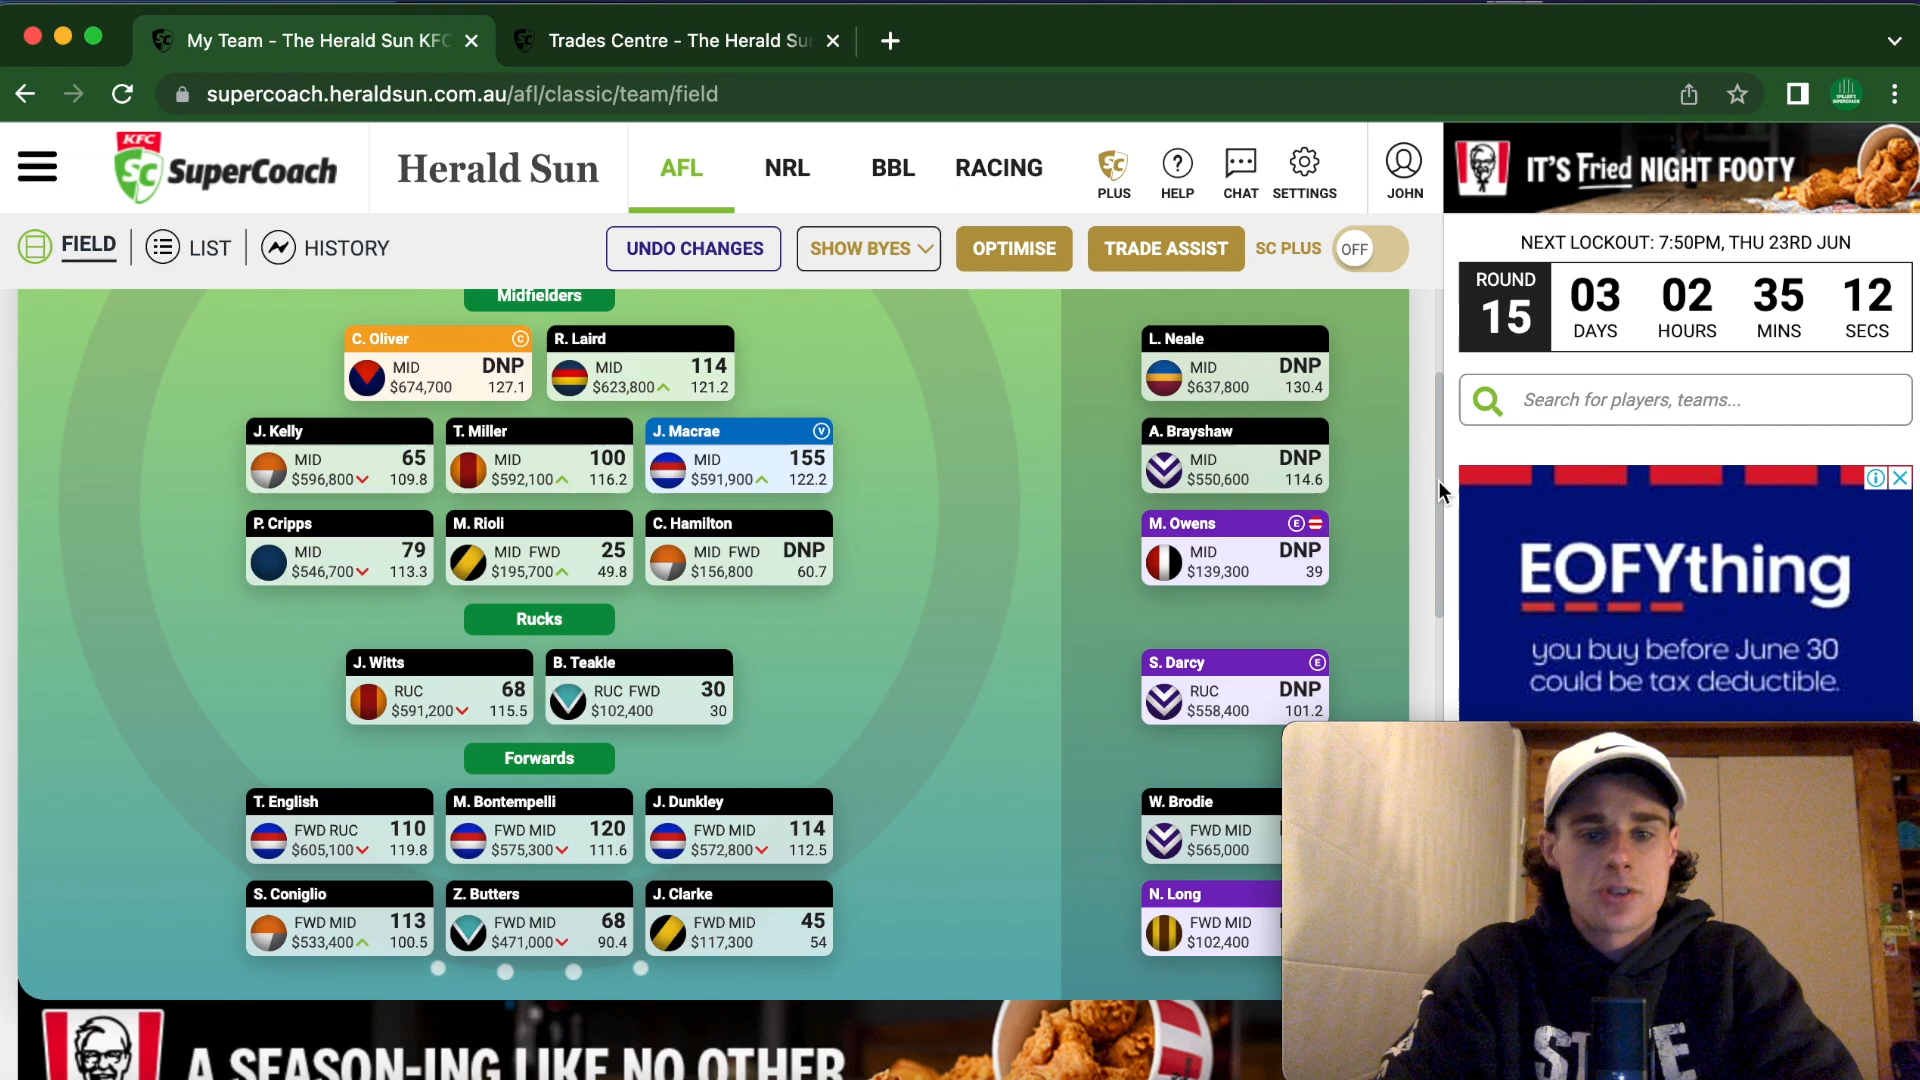 My Team - The Herald Sun KFC
Trades Centre - The Herald Sun
supercoach.heraldsun.com.au/afl/classic/team/field
KFC
SC SuperCoach
Herald Sun
AFL
NRL
BBL
RACING
SC
PLUS
HELP
CHAT
SETTINGS
JOHN
IT'S Fried NIGHT FOOTY
FIELD
LIST
HISTORY
UNDO CHANGES
SHOW BYES
OPTIMISE
TRADE ASSIST
SC PLUS
OFF
NEXT LOCKOUT: 7:50PM, THU 23RD JUN
ROUND
15
03
DAYS
02
HOURS
35
MINS
12
SECS
Search for players, teams...
Midfielders
C. Oliver C
MID DNP
$674,700 127.1
R. Laird
MID 114
$623,800 121.2
L. Neale
MID DNP
$637,800 130.4
J. Kelly
MID 65
$596,800 109.8
T. Miller
MID 100
$592,100 116.2
J. Macrae V
MID 155
$591,900 122.2
A. Brayshaw
MID DNP
$550,600 114.6
P. Cripps
MID 79
$546,700 113.3
M. Rioli
MID FWD 25
$195,700 49.8
C. Hamilton
MID FWD DNP
$156,800 60.7
M. Owens E
MID DNP
$139,300 39
Rucks
J. Witts
RUC 68
$591,200 115.5
B. Teakle
RUC FWD 30
$102,400 30
S. Darcy E
RUC DNP
$558,400 101.2
Forwards
T. English
FWD RUC 110
$605,100 119.8
M. Bontempelli
FWD MID 120
$575,300 111.6
J. Dunkley
FWD MID 114
$572,800 112.5
W. Brodie
FWD MID
$565,000
S. Coniglio
FWD MID 113
$533,400 100.5
Z. Butters
FWD MID 68
$471,000 90.4
J. Clarke
FWD MID 45
$117,300 54
N. Long
FWD MID
$102,400
EOFYthing
you buy before June 30
could be tax deductible.
A SEASON-ING LIKE NO OTHER